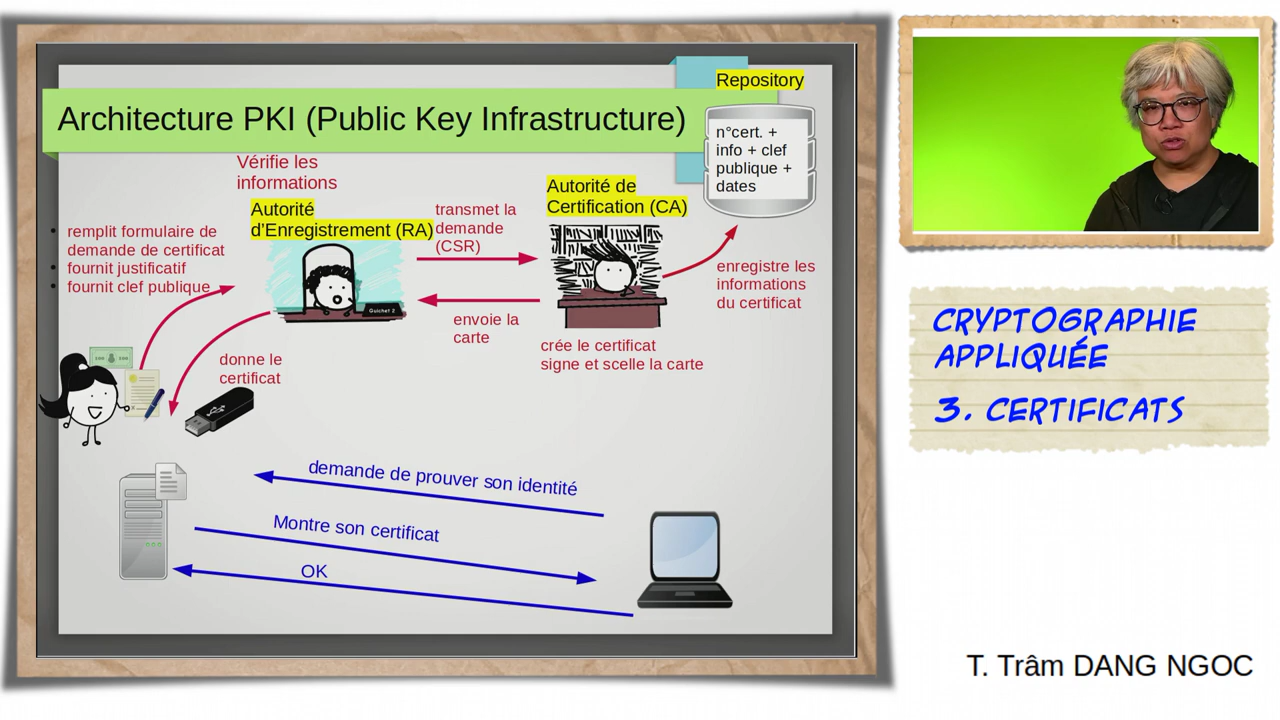 Repository
Architecture PKI (Public Key Infrastructure)
n°cert. +
info + clef
publique +
dates
Vérifie les
informations
Autorité
d'Enregistrement (RA)
transmet la
demande
(CSR)
Autorité de
Certification (CA)
• remplit formulaire de
demande de certificat
• fournit justificatif
• fournit clef publique
Guichet 2
enregistre les
informations
du certificat
envoie la
carte
crée le certificat
signe et scelle la carte
donne le
certificat
demande de prouver son identité
Montre son certificat
OK
CRYPTOGRAPHIE
APPLIQUÉE
3. CERTIFICATS
T. Trâm DANG NGOC